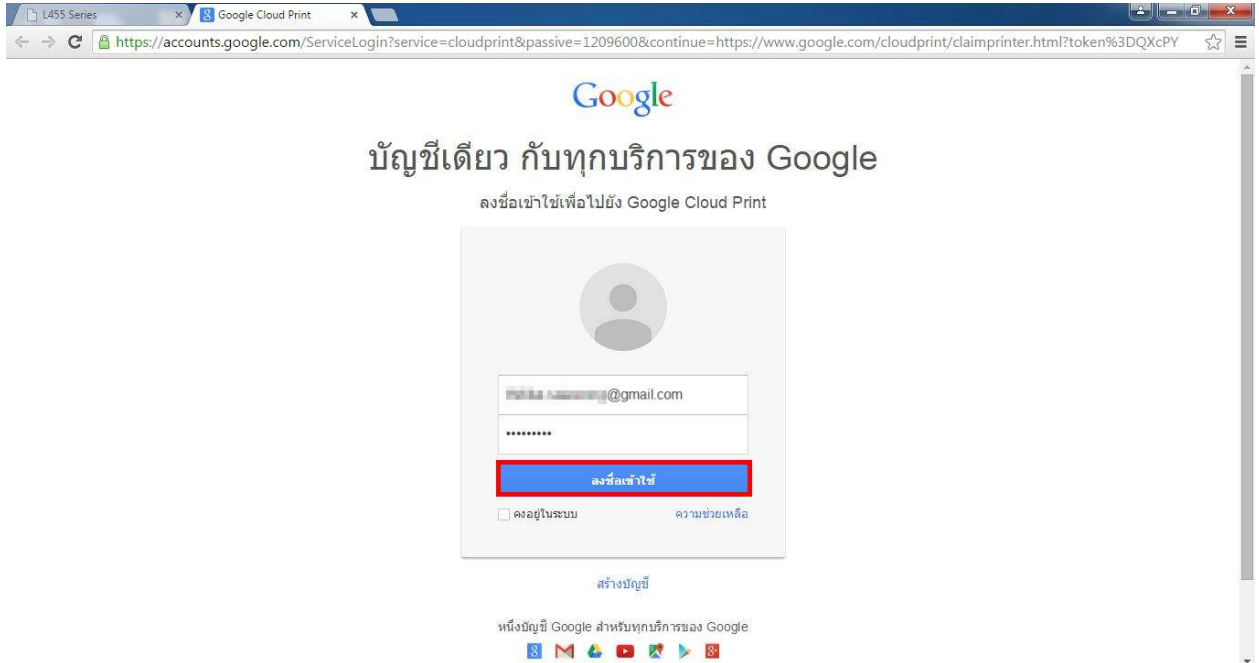 L455 Series
Google Cloud Print
https://accounts.google.com/ServiceLogin?service=cloudprint&passive=1209600&continue=https://www.google.com/cloudprint/claimprinter.html?token%3DQXcPY
Google
บัญชีเดียว กับทุกบริการของ Google
ลงชื่อเข้าใช้เพื่อไปยัง Google Cloud Print
@gmail.com
ลงชื่อเข้าใช้
คงอยู่ในระบบ ความช่วยเหลือ
สร้างบัญชี
หนึ่งบัญชี Google สำหรับทุกบริการของ Google